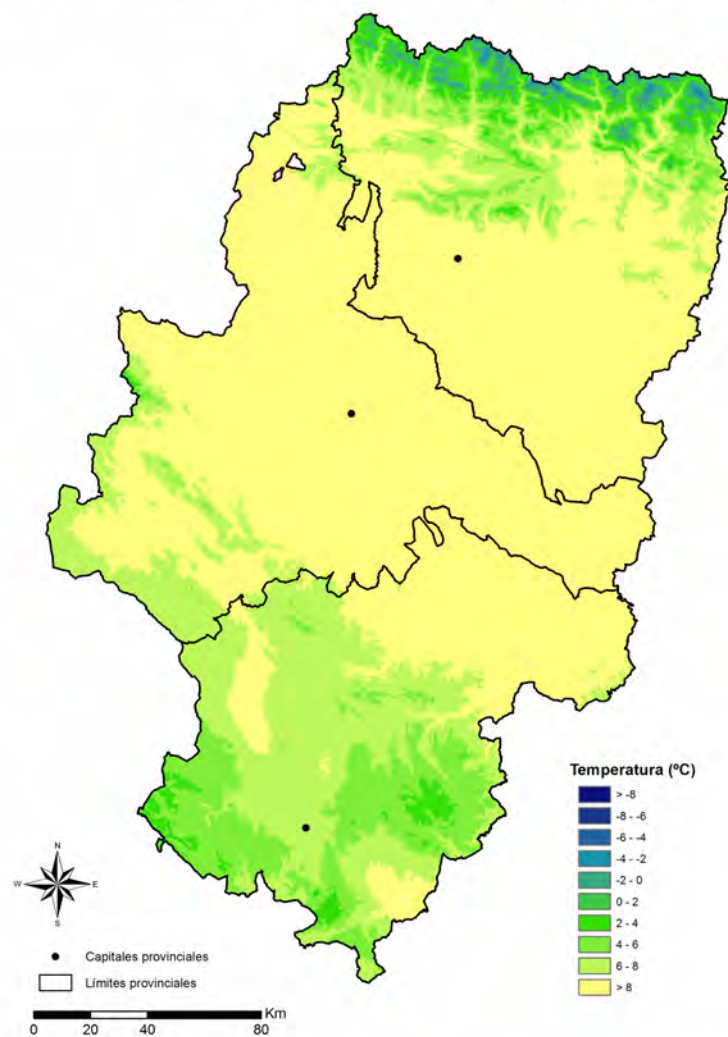 Temperatura (ºC)
> -8
-8 - -6
-6 - -4
-4 - -2
-2 - 0
0 - 2
2 - 4
4 - 6
6 - 8
> 8
N
W E
S
Capitales provinciales
Límites provinciales
Km
0 20 40 80